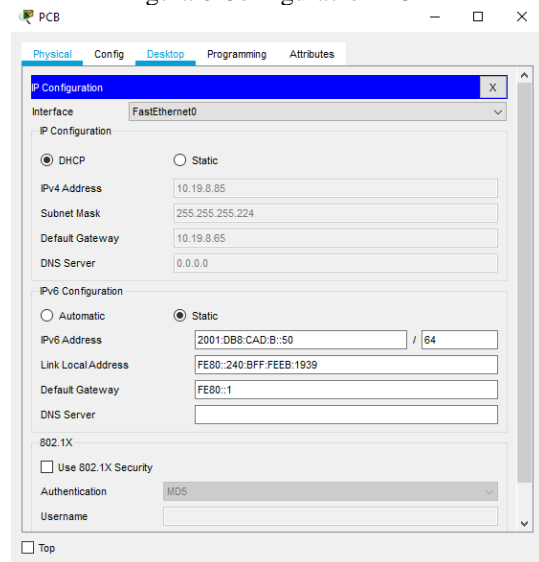 PCB
Physical Config Desktop Programming Attributes
IP Configuration X
Interface FastEthernet0
IP Configuration
DHCP Static
IPv4 Address 10.19.8.85
Subnet Mask 255.255.255.224
Default Gateway 10.19.8.65
DNS Server 0.0.0.0
IPv6 Configuration
Automatic Static
IPv6 Address 2001:DB8:CAD:B::50 / 64
Link Local Address FE80::240:BFF:FEEB:1939
Default Gateway FE80::1
DNS Server
802.1X
Use 802.1X Security
Authentication MD5
Username
Top